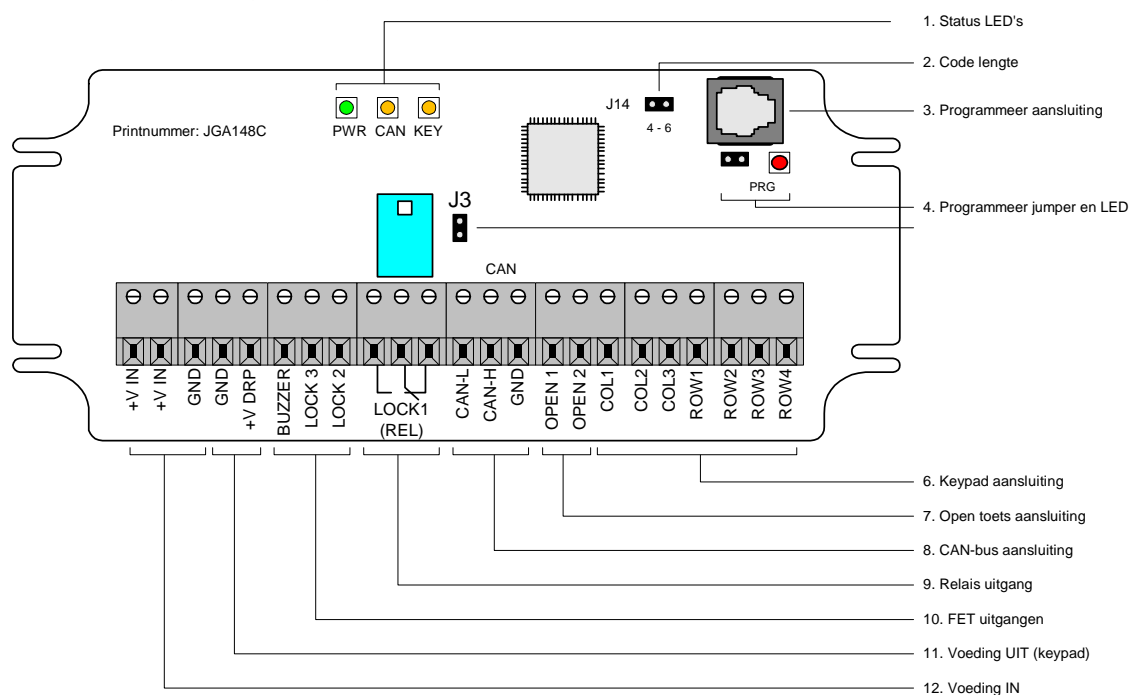 1. Status LED's
2. Code lengte
J14
4 - 6
3. Programmeer aansluiting
Printnummer: JGA148C
PWR CAN KEY
PRG
4. Programmeer jumper en LED
J3
CAN
+V IN
+V IN
GND
GND
+V DRP
BUZZER
LOCK 3
LOCK 2
LOCK1
(REL)
CAN-L
CAN-H
GND
OPEN 1
OPEN 2
COL1
COL2
COL3
ROW1
ROW2
ROW3
ROW4
6. Keypad aansluiting
7. Open toets aansluiting
8. CAN-bus aansluiting
9. Relais uitgang
10. FET uitgangen
11. Voeding UIT (keypad)
12. Voeding IN